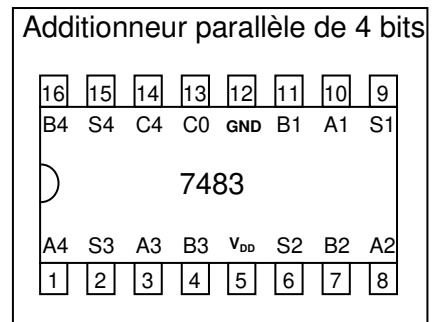 Additionneur parallèle de 4 bits
16 15 14 13 12 11 10 9
B4 S4 C4 C0 GND B1 A1 S1
7483
A4 S3 A3 B3 VDD S2 B2 A2
1 2 3 4 5 6 7 8